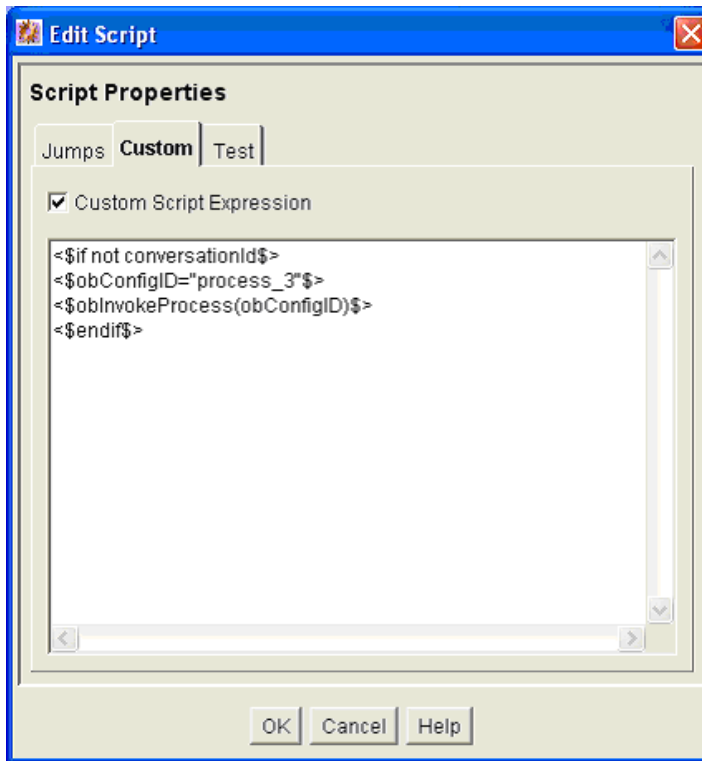 Edit Script
Script Properties
Jumps Custom Test
Custom Script Expression
<$if not conversationId$>
<$obConfigID="process_3"$>
<$obInvokeProcess(obConfigID)$>
<$endif$>
OK Cancel Help